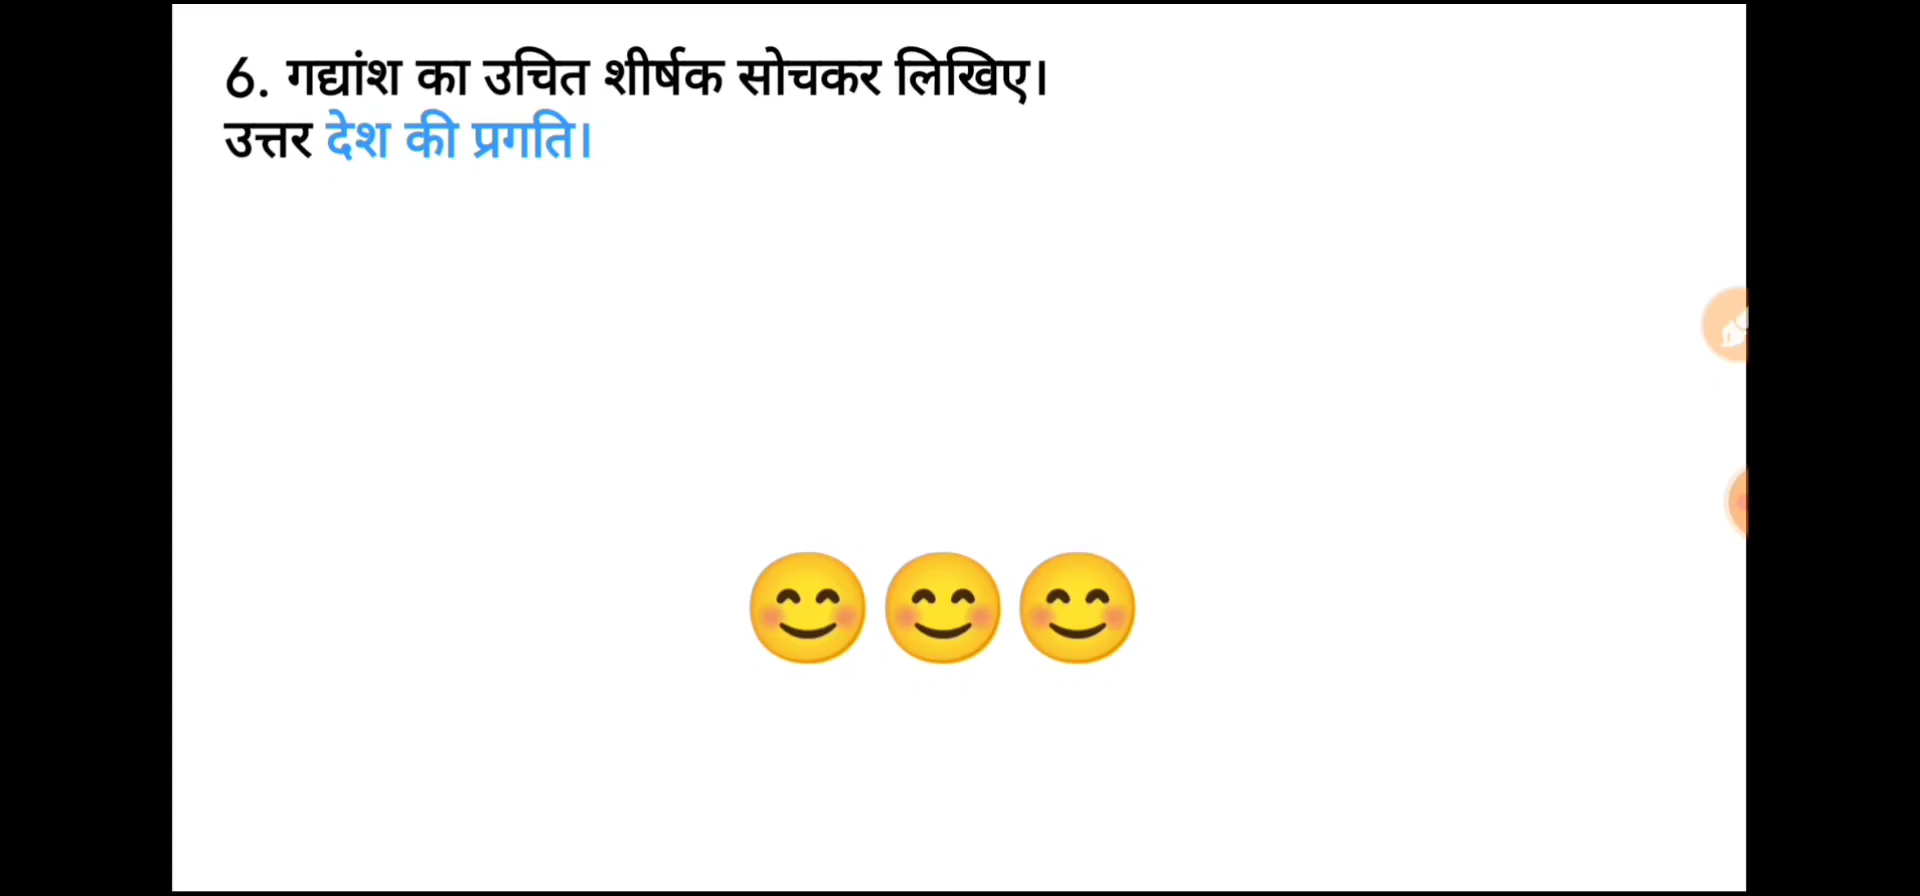 6. गद्यांश का उचित शीर्षक सोचकर लिखिए।
उत्तर देश की प्रगति।